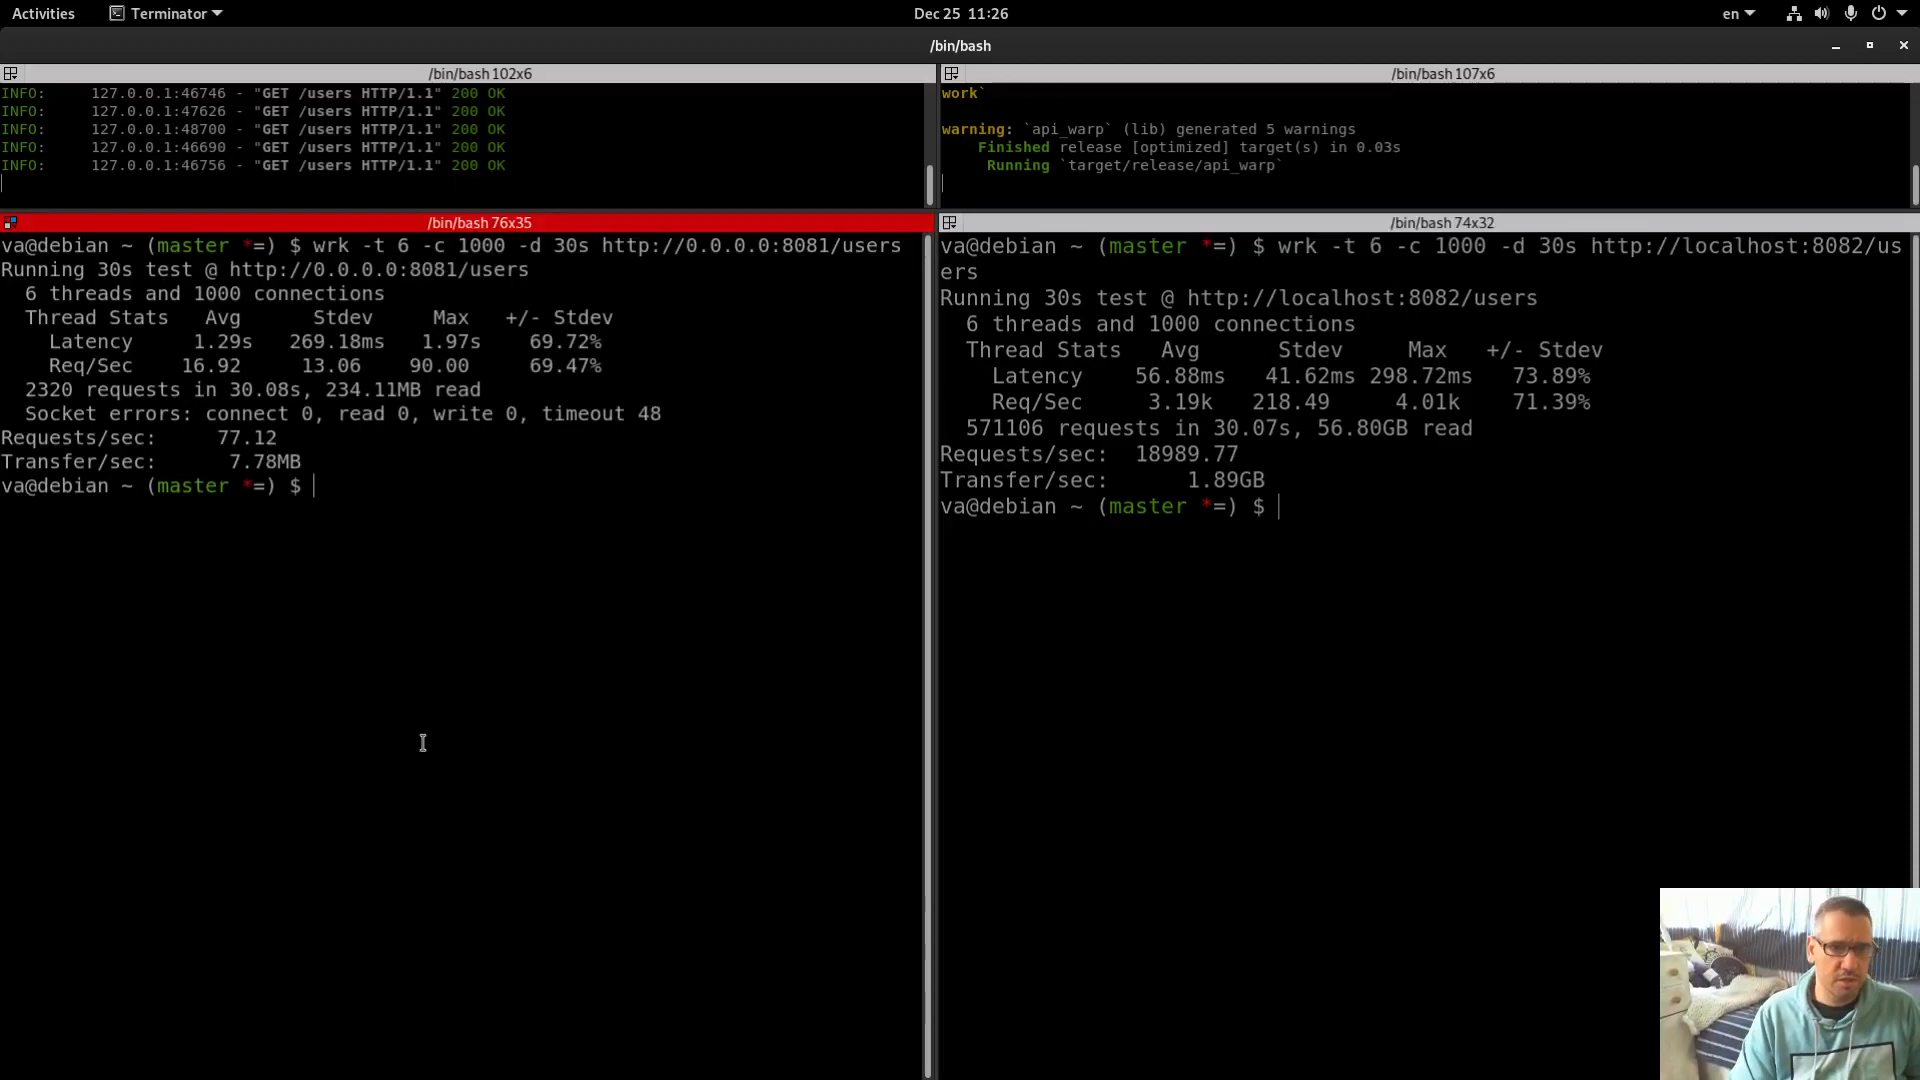 Activities
Terminator
Dec 25 11:26
en
/bin/bash
/bin/bash 102x6
INFO: 127.0.0.1:46746 - "GET /users HTTP/1.1" 200 OK
INFO: 127.0.0.1:47626 - "GET /users HTTP/1.1" 200 OK
INFO: 127.0.0.1:48700 - "GET /users HTTP/1.1" 200 OK
INFO: 127.0.0.1:46690 - "GET /users HTTP/1.1" 200 OK
INFO: 127.0.0.1:46756 - "GET /users HTTP/1.1" 200 OK
/bin/bash 107x6
work`
warning: `api_warp` (lib) generated 5 warnings
Finished release [optimized] target(s) in 0.03s
Running `target/release/api_warp`
/bin/bash 76x35
va@debian ~ (master *=) $ wrk -t 6 -c 1000 -d 30s http://0.0.0.0:8081/users
Running 30s test @ http://0.0.0.0:8081/users
6 threads and 1000 connections
Thread Stats Avg Stdev Max +/- Stdev
Latency 1.29s 269.18ms 1.97s 69.72%
Req/Sec 16.92 13.06 90.00 69.47%
2320 requests in 30.08s, 234.11MB read
Socket errors: connect 0, read 0, write 0, timeout 48
Requests/sec: 77.12
Transfer/sec: 7.78MB
va@debian ~ (master *=) $
/bin/bash 74x32
va@debian ~ (master *=) $ wrk -t 6 -c 1000 -d 30s http://localhost:8082/us
ers
Running 30s test @ http://localhost:8082/users
6 threads and 1000 connections
Thread Stats Avg Stdev Max +/- Stdev
Latency 56.88ms 41.62ms 298.72ms 73.89%
Req/Sec 3.19k 218.49 4.01k 71.39%
571106 requests in 30.07s, 56.80GB read
Requests/sec: 18989.77
Transfer/sec: 1.89GB
va@debian ~ (master *=) $